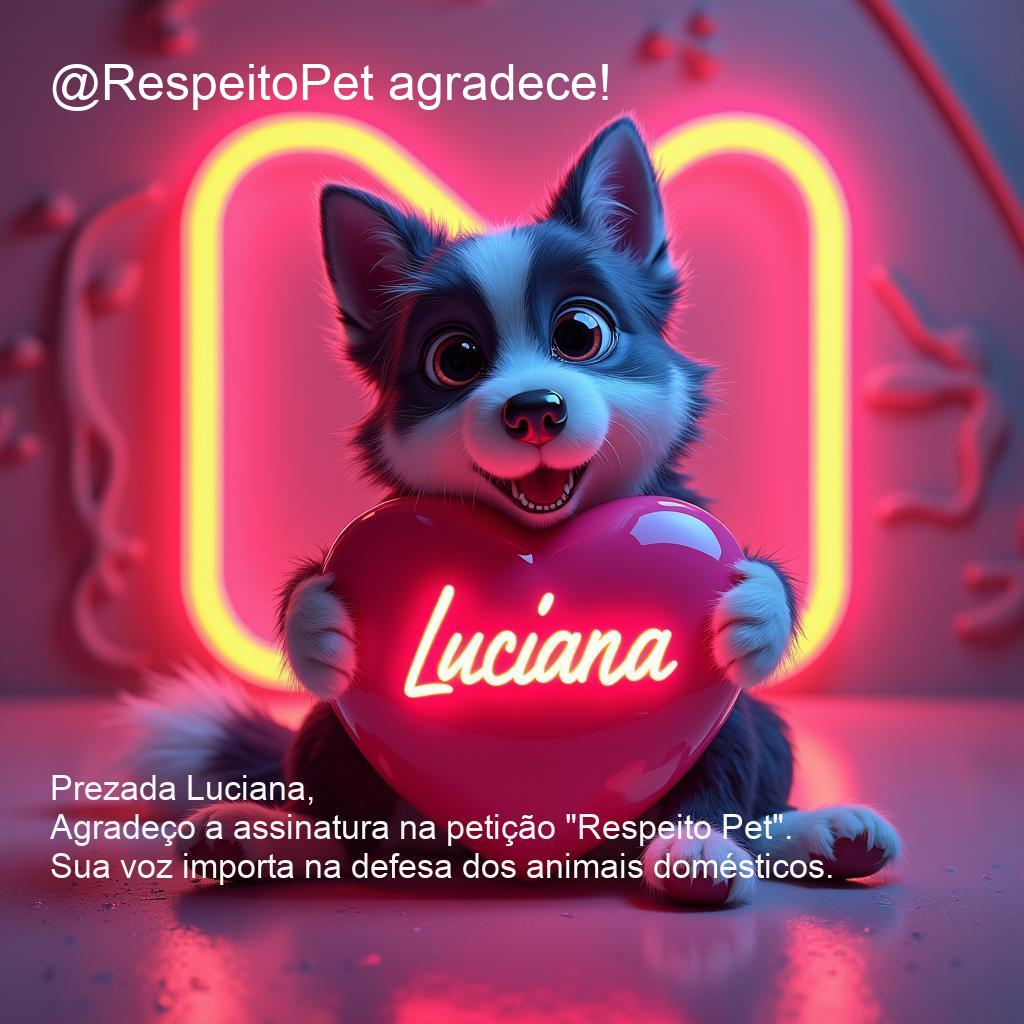 @RespeitoPet agradece!
Luciana
Prezada Luciana,
Agradeço a assinatura na petição "Respeito Pet".
Sua voz importa na defesa dos animais domésticos.